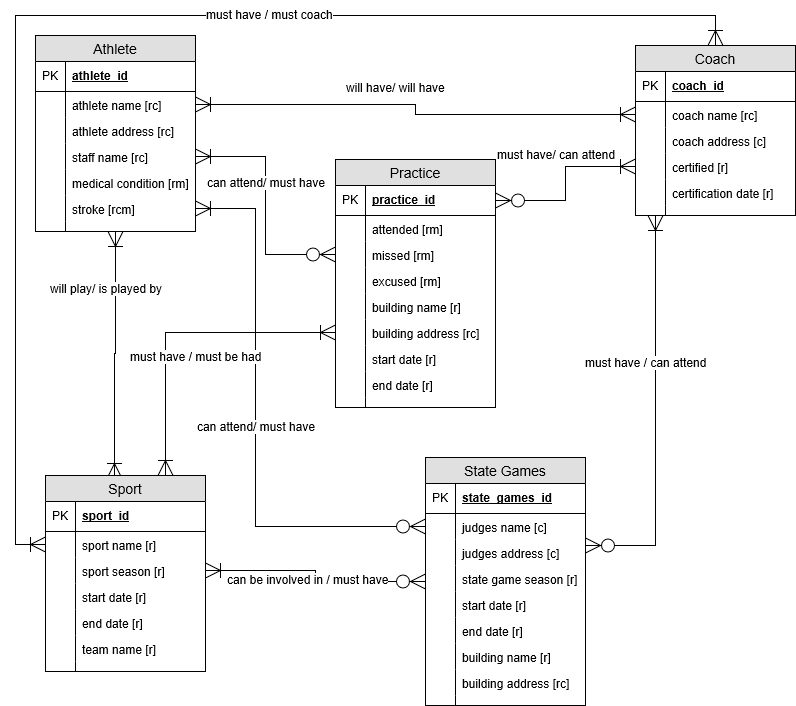 must have / must coach
Athlete
PK athlete_id
athlete name [rc]
athlete address [rc]
staff name [rc]
medical condition [rm]
stroke [rcm]
Coach
PK coach_id
coach name [rc]
coach address [c]
certified [r]
certification date [r]
will have/ will have
must have/ can attend
can attend/ must have
Practice
PK practice_id
attended [rm]
missed [rm]
excused [rm]
building name [r]
building address [rc]
start date [r]
end date [r]
will play/ is played by
must have / must be had
must have / can attend
can attend/ must have
Sport
PK sport_id
sport name [r]
sport season [r]
start date [r]
end date [r]
team name [r]
can be involved in / must have
State Games
PK state_games_id
judges name [c]
judges address [c]
state game season [r]
start date [r]
end date [r]
building name [r]
building address [rc]